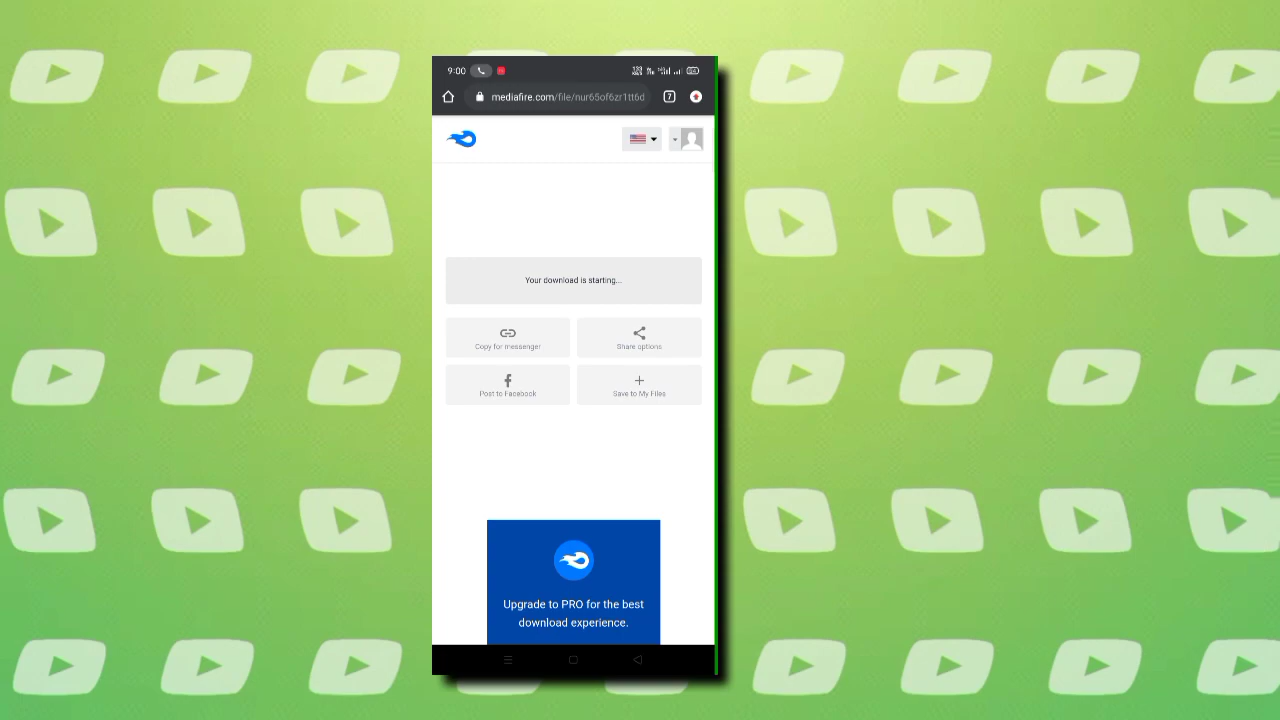 9:00
mediafire.com/file/nur65of6zr1tt6d
7
Your download is starting...
Copy for messenger
Share options
Post to Facebook
Save to My Files
Upgrade to PRO for the best
download experience.